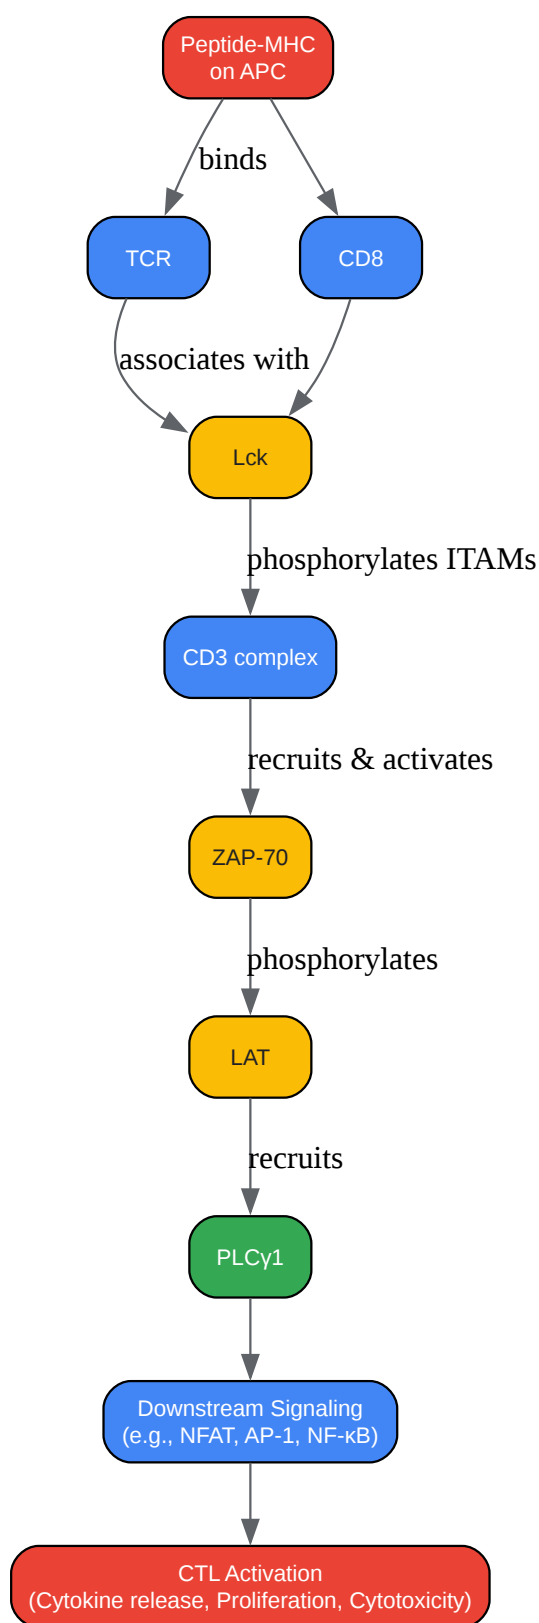 Peptide-MHC
on APC
binds
TCR
CD8
associates with
Lck
phosphorylates ITAMs
CD3 complex
recruits & activates
ZAP-70
phosphorylates
LAT
recruits
PLCγ1
Downstream Signaling
(e.g., NFAT, AP-1, NF-κB)
CTL Activation
(Cytokine release, Proliferation, Cytotoxicity)